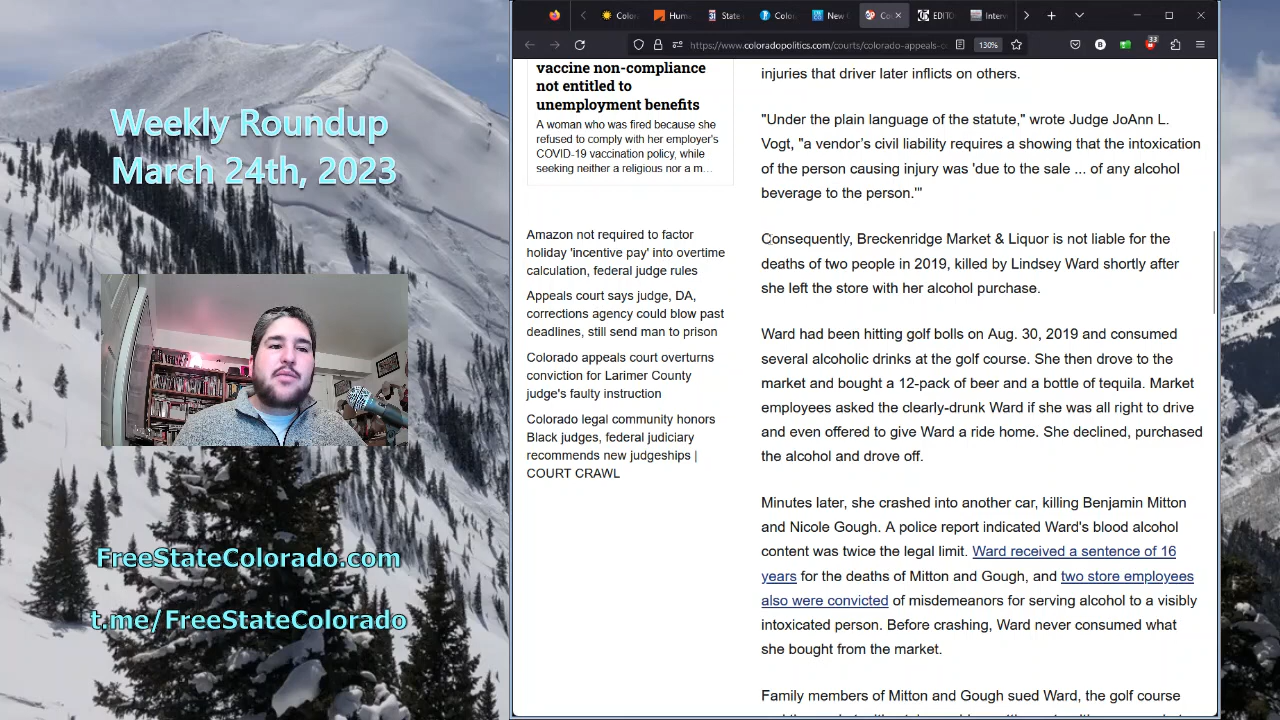 Weekly Roundup
March 24th, 2023
FreeStateColorado.com
t.me/FreeStateColorado
Color
Hum
State
Color
New
Co
EDITO
Interv
https://www.coloradopolitics.com/courts/colorado-appeals-c
130%
33
vaccine non-compliance
not entitled to
unemployment benefits
A woman who was fired because she
refused to comply with her employer's
COVID-19 vaccination policy, while
seeking neither a religious nor a m...
Amazon not required to factor
holiday 'incentive pay' into overtime
calculation, federal judge rules
Appeals court says judge, DA,
corrections agency could blow past
deadlines, still send man to prison
Colorado appeals court overturns
conviction for Larimer County
judge's faulty instruction
Colorado legal community honors
Black judges, federal judiciary
recommends new judgeships |
COURT CRAWL
injuries that driver later inflicts on others.
"Under the plain language of the statute," wrote Judge JoAnn L.
Vogt, "a vendor's civil liability requires a showing that the intoxication
of the person causing injury was 'due to the sale ... of any alcohol
beverage to the person.'"
Consequently, Breckenridge Market & Liquor is not liable for the
deaths of two people in 2019, killed by Lindsey Ward shortly after
she left the store with her alcohol purchase.
Ward had been hitting golf bolls on Aug. 30, 2019 and consumed
several alcoholic drinks at the golf course. She then drove to the
market and bought a 12-pack of beer and a bottle of tequila. Market
employees asked the clearly-drunk Ward if she was all right to drive
and even offered to give Ward a ride home. She declined, purchased
the alcohol and drove off.
Minutes later, she crashed into another car, killing Benjamin Mitton
and Nicole Gough. A police report indicated Ward's blood alcohol
content was twice the legal limit. Ward received a sentence of 16
years for the deaths of Mitton and Gough, and two store employees
also were convicted of misdemeanors for serving alcohol to a visibly
intoxicated person. Before crashing, Ward never consumed what
she bought from the market.
Family members of Mitton and Gough sued Ward, the golf course